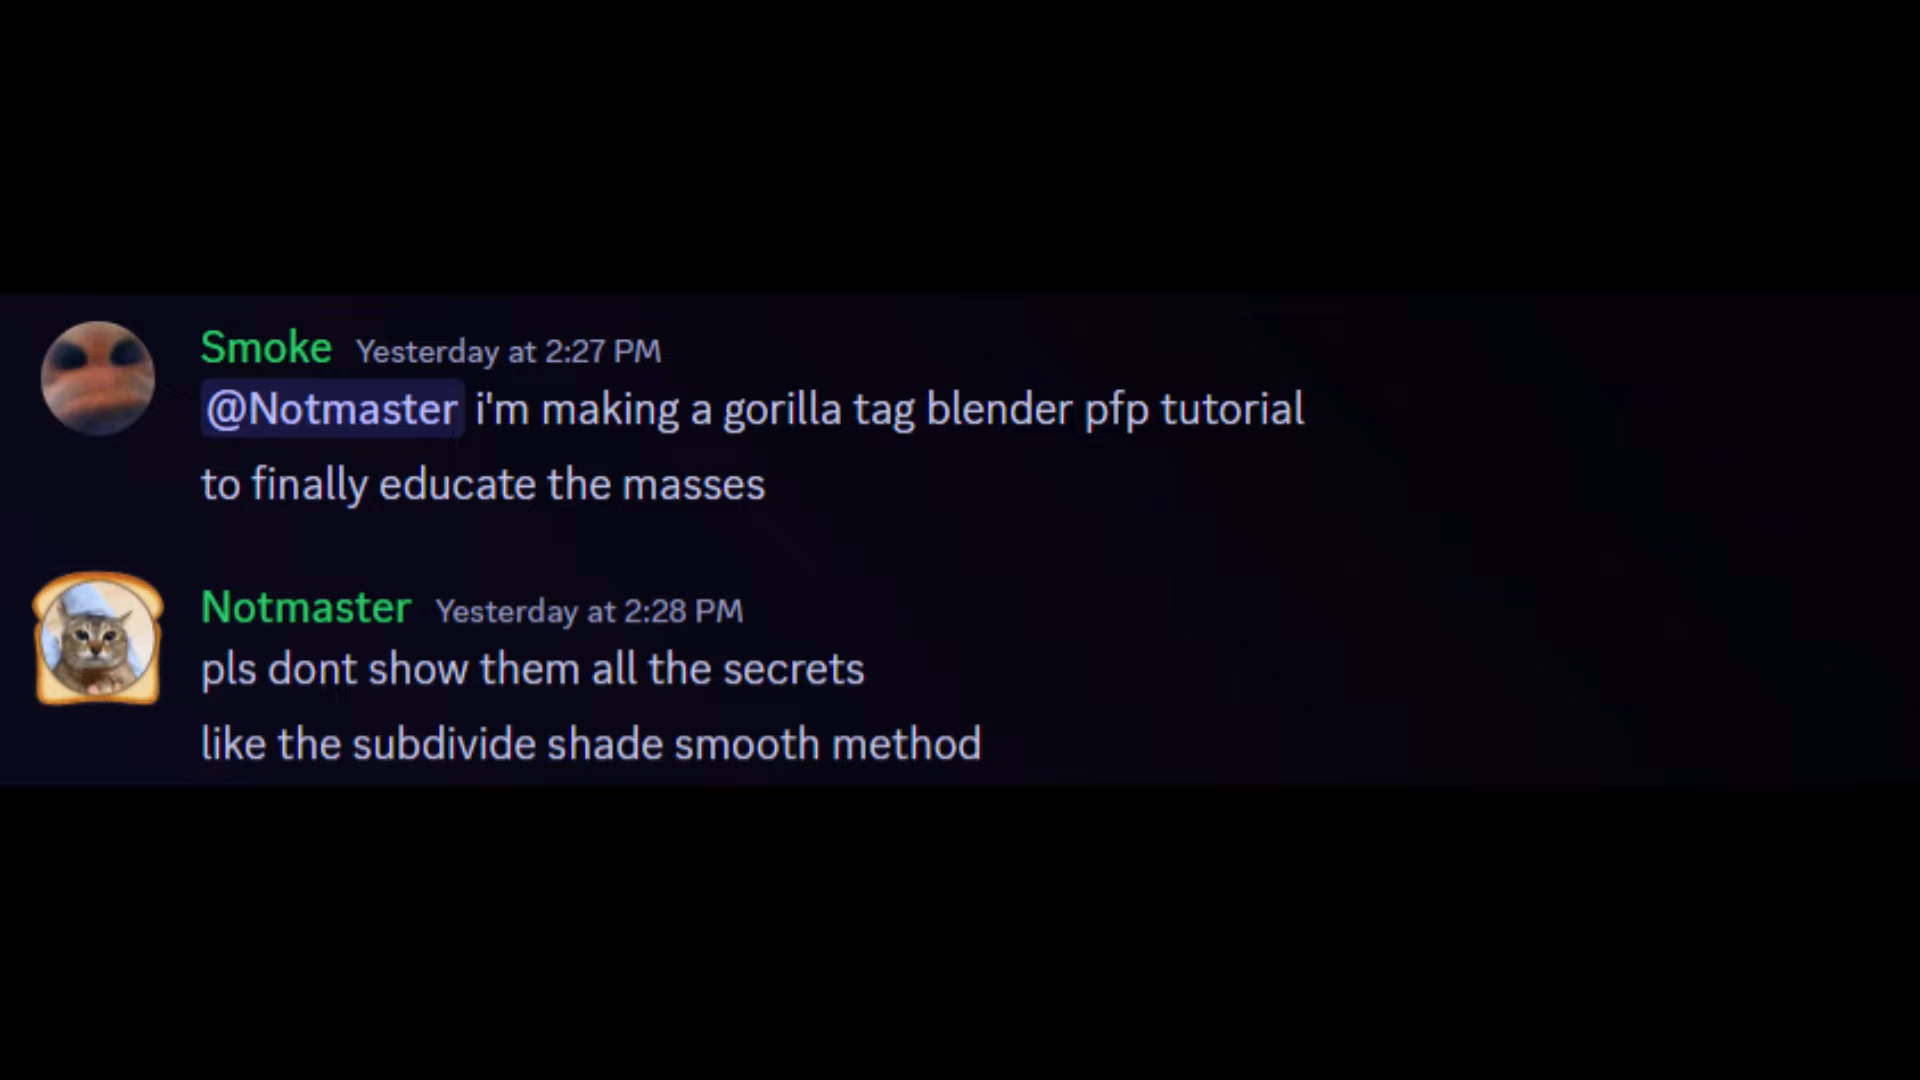 Smoke Yesterday at 2:27 PM
@Notmaster i'm making a gorilla tag blender pfp tutorial
to finally educate the masses
Notmaster Yesterday at 2:28 PM
pls dont show them all the secrets
like the subdivide shade smooth method